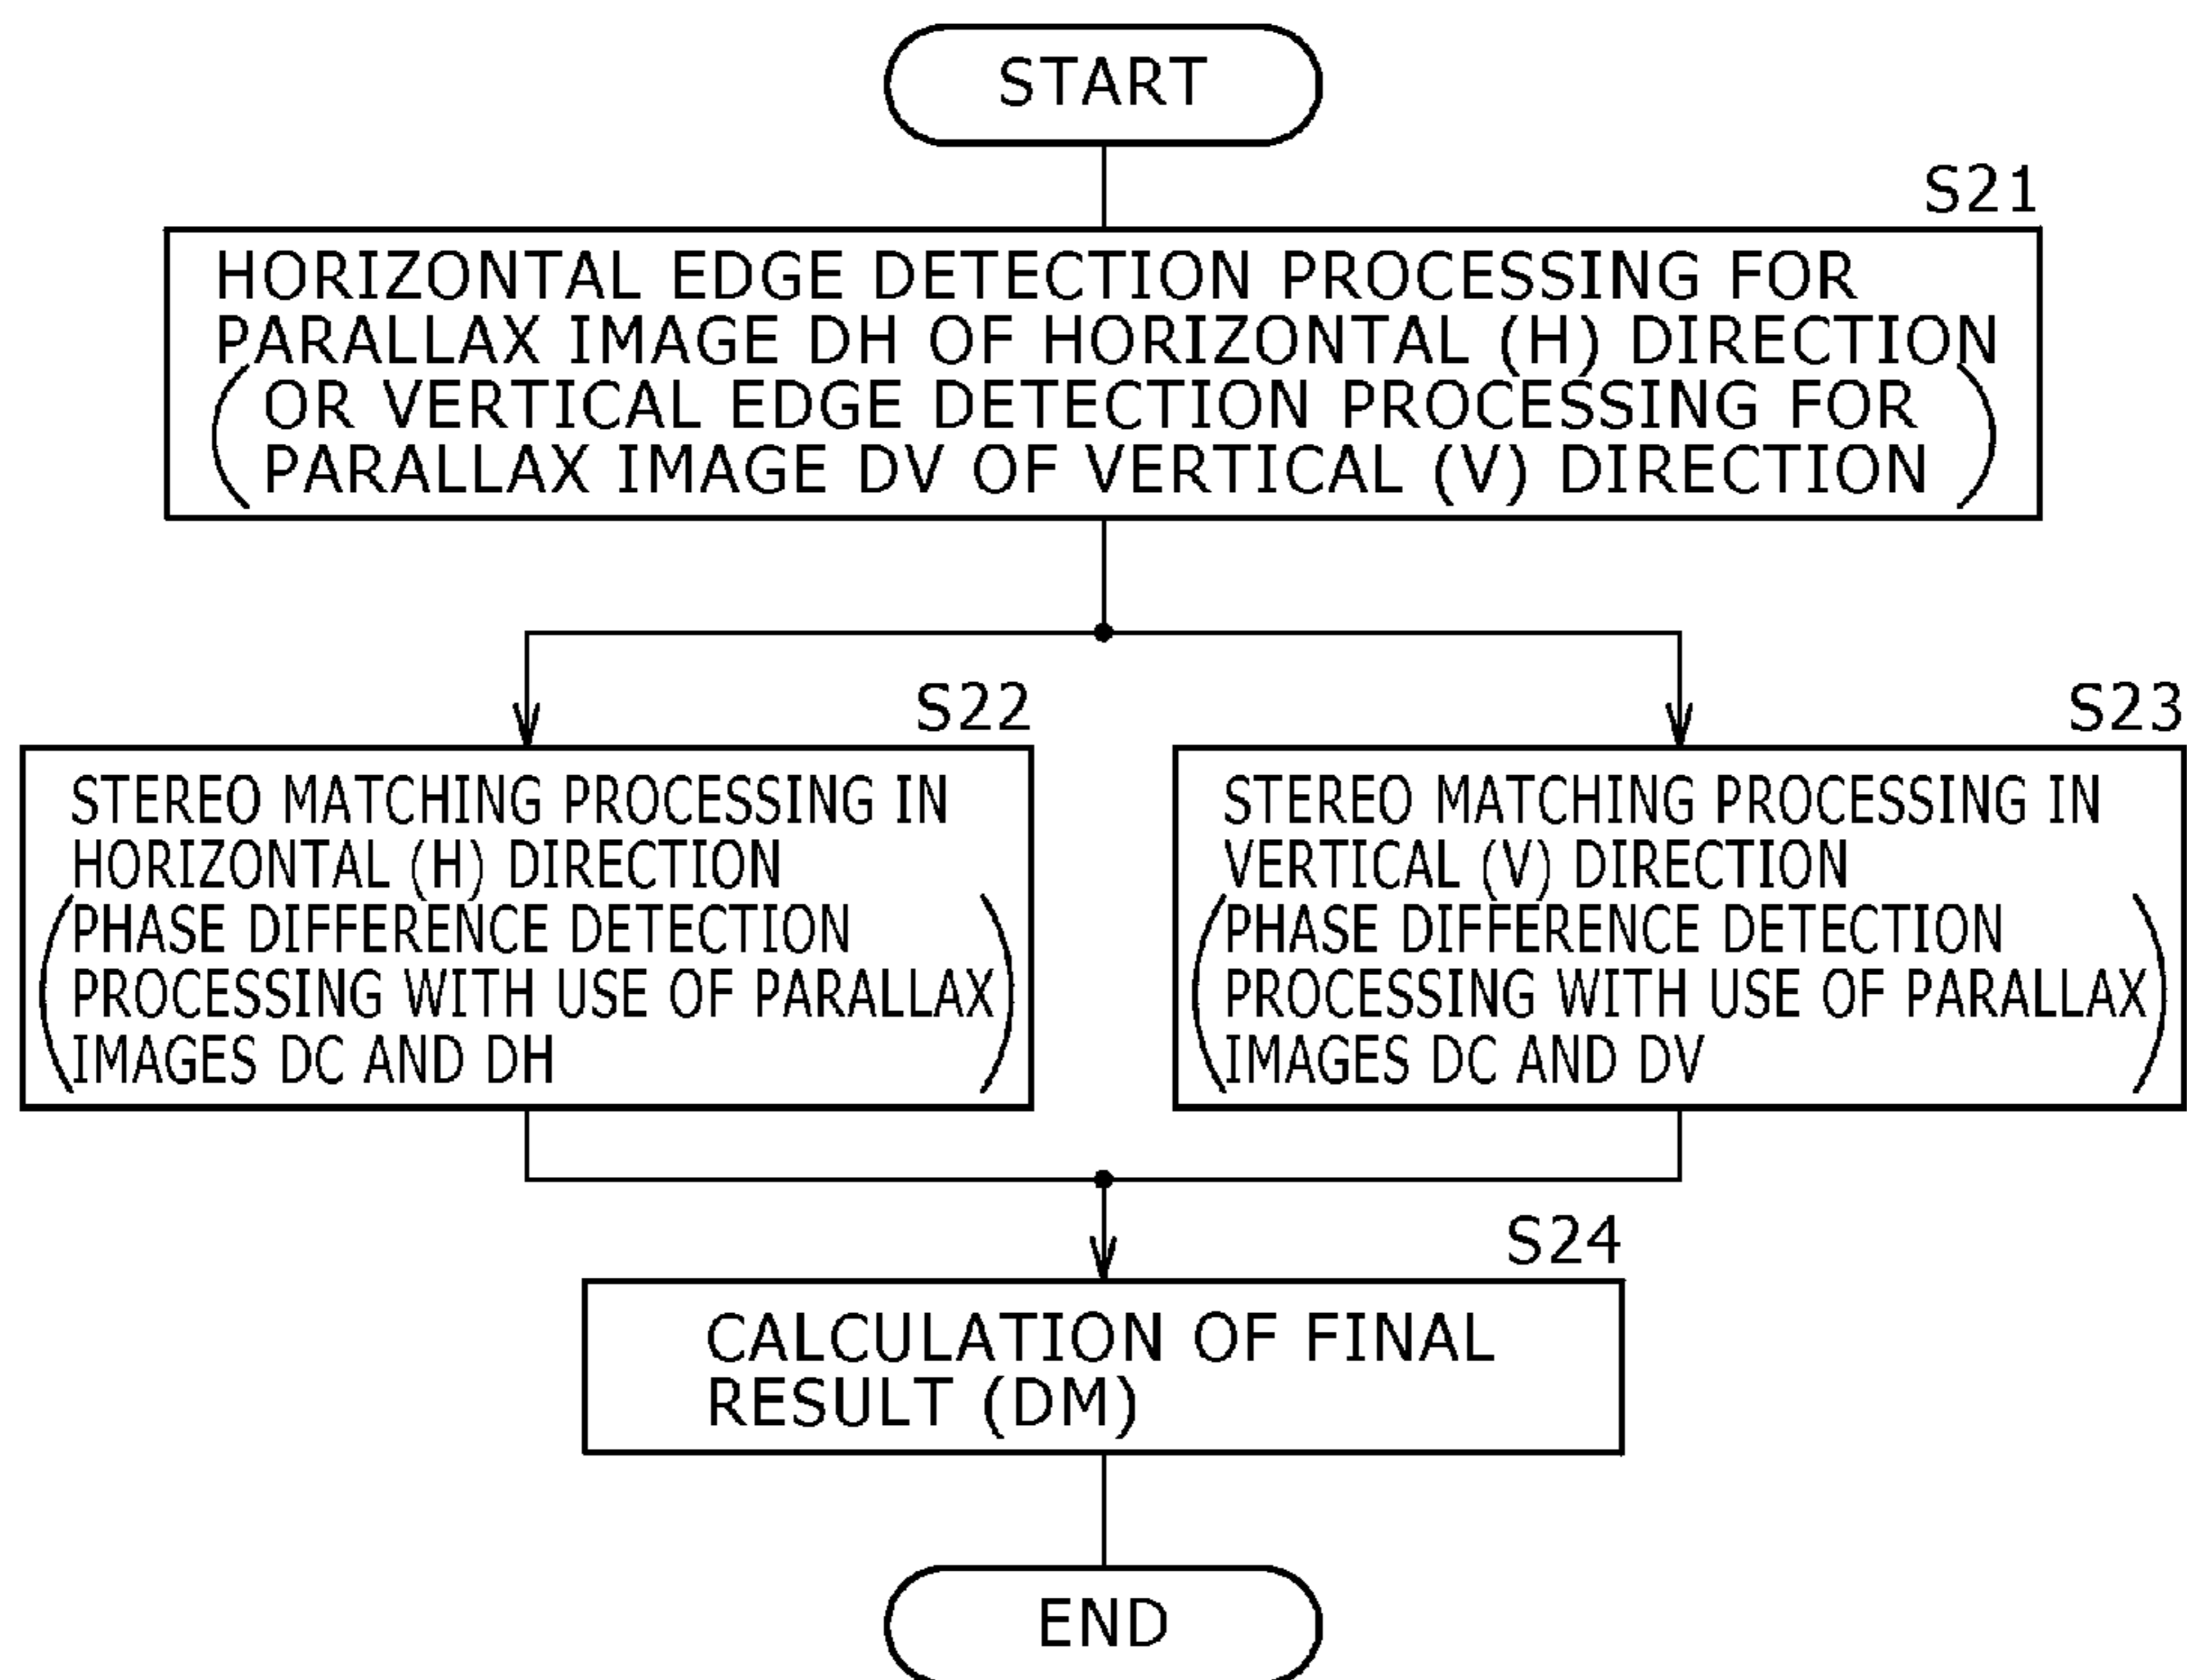 START
S21
HORIZONTAL EDGE DETECTION PROCESSING FOR
PARALLAX IMAGE DH OF HORIZONTAL (H) DIRECTION
(OR VERTICAL EDGE DETECTION PROCESSING FOR
PARALLAX IMAGE DV OF VERTICAL (V) DIRECTION)
S22
STEREO MATCHING PROCESSING IN
HORIZONTAL (H) DIRECTION
(PHASE DIFFERENCE DETECTION
PROCESSING WITH USE OF PARALLAX
IMAGES DC AND DH)
S23
STEREO MATCHING PROCESSING IN
VERTICAL (V) DIRECTION
(PHASE DIFFERENCE DETECTION
PROCESSING WITH USE OF PARALLAX
IMAGES DC AND DV)
S24
CALCULATION OF FINAL
RESULT (DM)
END